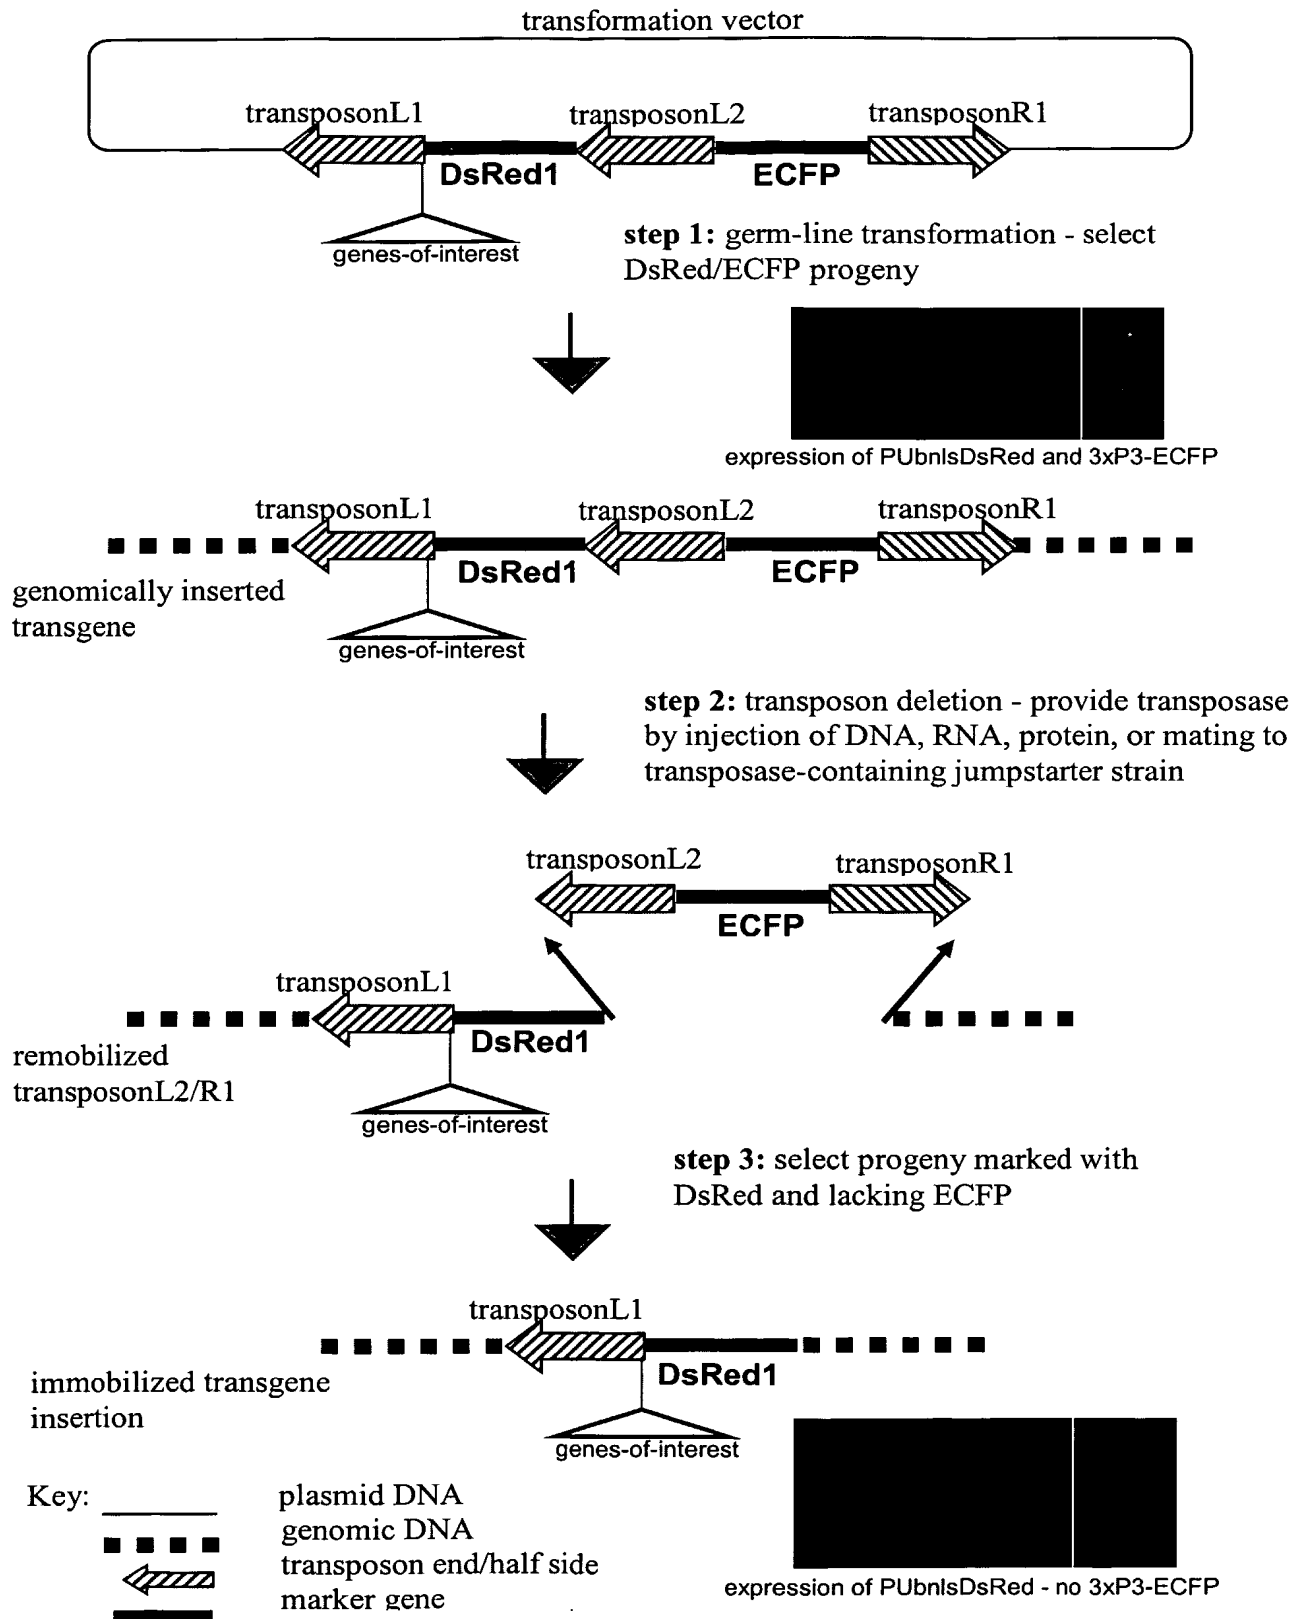 transformation vector
transposonL1
transposonL2
transposonR1
DsRed1
ECFP
genes-of-interest
step 1: germ-line transformation - select
DsRed/ECFP progeny
expression of PUbnlsDsRed and 3xP3-ECFP
transposonL1
transposonL2
transposonR1
DsRed1
ECFP
genomically inserted
transgene
genes-of-interest
step 2: transposon deletion - provide transposase
by injection of DNA, RNA, protein, or mating to
transposase-containing jumpstarter strain
transposonL2
transposonR1
ECFP
transposonL1
DsRed1
remobilized
transposonL2/R1
genes-of-interest
step 3: select progeny marked with
DsRed and lacking ECFP
transposonL1
DsRed1
immobilized transgene
insertion
genes-of-interest
Key:
plasmid DNA
genomic DNA
transposon end/half side
marker gene
expression of PUbnlsDsRed - no 3xP3-ECFP